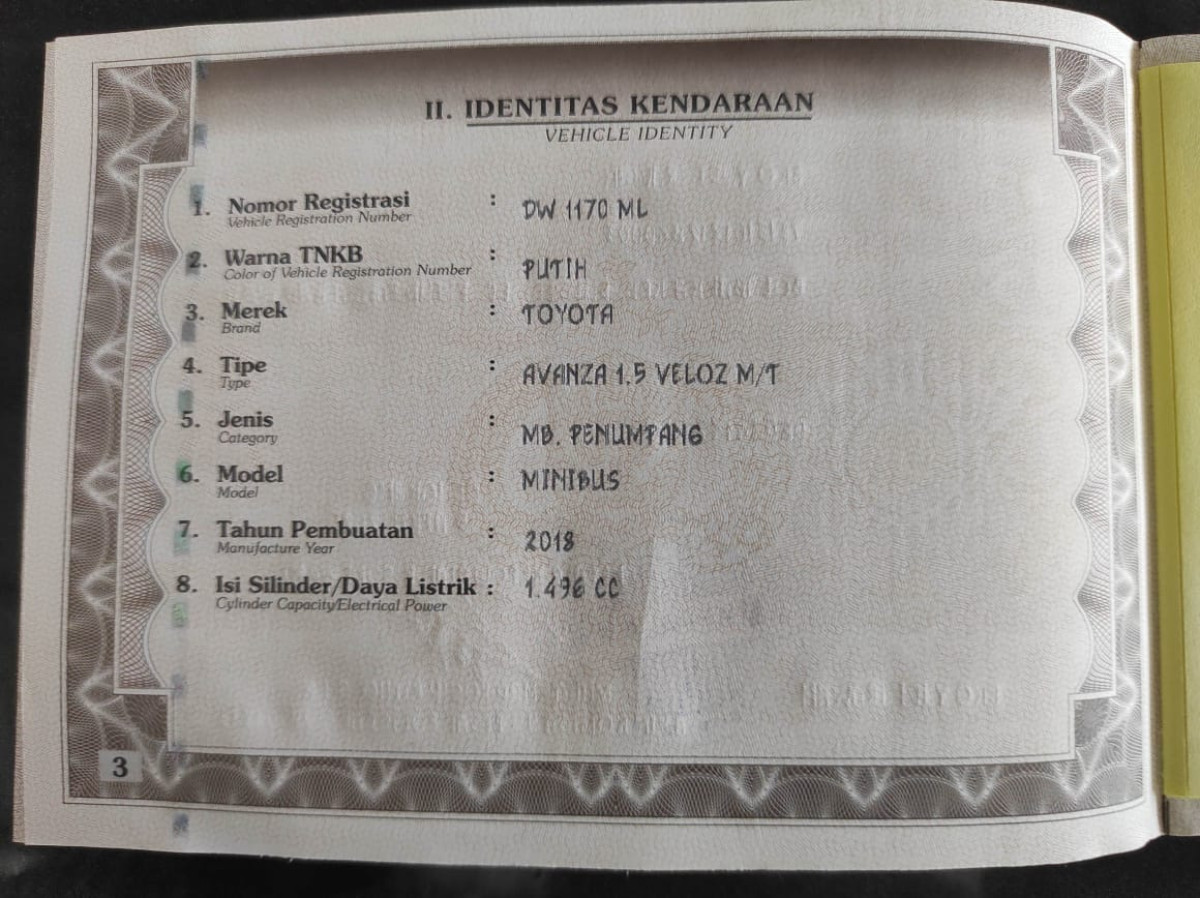 II. IDENTITAS KENDARAAN
VEHICLE IDENTITY
1. Nomor Registrasi : DW 1170 ML
Vehicle Registration Number
2. Warna TNKB : PUTIH
Color of Vehicle Registration Number
3. Merek : TOYOTA
Brand
4. Tipe : AVANZA 1.5 VELOZ M/T
Type
5. Jenis : MB. PENUMPANG
Category
6. Model : MINIBUS
Model
7. Tahun Pembuatan : 2018
Manufacture Year
8. Isi Silinder/Daya Listrik : 1.496 CC
Cylinder Capacity/Electrical Power
3